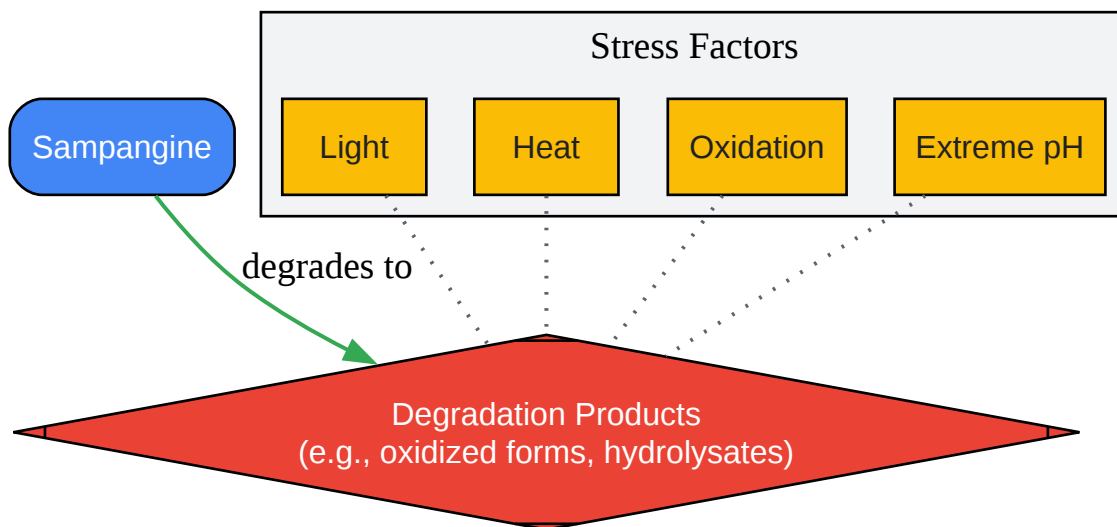 Stress Factors
Sampangine
Light
Heat
Oxidation
Extreme pH
degrades to
Degradation Products
(e.g., oxidized forms, hydrolysates)